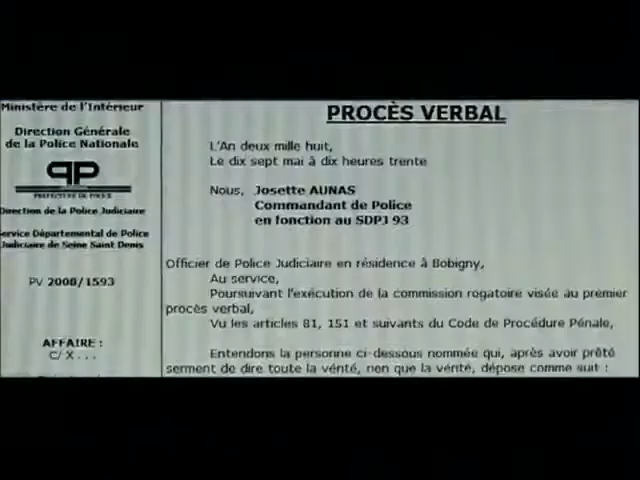 Ministère de l'Intérieur
Direction Générale
de la Police Nationale
PP
PREFECTURE DE POLICE
Direction de la Police Judiciaire
ervice Départemental de Police
Judiciaire de Seine Saint Denis
PV 2008/1593
AFFAIRE :
C/ X . . .
PROCÈS VERBAL
L'An deux mille huit,
Le dix sept mai à dix heures trente
Nous, Josette AUNAS
Commandant de Police
en fonction au SDPJ 93
Officier de Police Judiciaire en résidence à Bobigny,
Au service,
Poursuivant l'exécution de la commission rogatoire visée au premier
procès verbal,
Vu les articles 81, 151 et suivants du Code de Procédure Pénale,
Entendons la personne ci-dessous nommée qui, après avoir prêté
serment de dire toute la vérité, rien que la vérité, dépose comme suit :